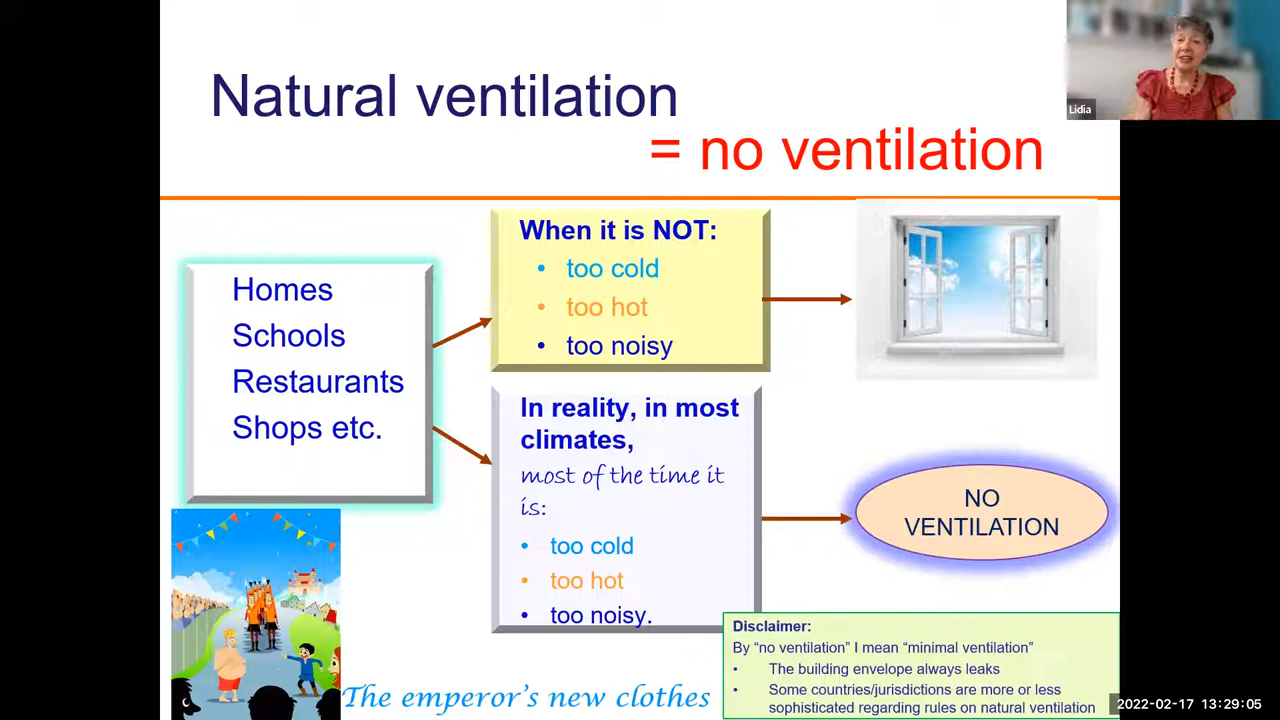 Natural ventilation
= no ventilation
Lidia
Homes
Schools
Restaurants
Shops etc.
When it is NOT:
• too cold
• too hot
• too noisy
In reality, in most
climates,
most of the time it
is:
• too cold
• too hot
• too noisy.
NO
VENTILATION
The emperor's new clothes
Disclaimer:
By “no ventilation” I mean “minimal ventilation”
• The building envelope always leaks
• Some countries/jurisdictions are more or less
sophisticated regarding rules on natural ventilation
2022-02-17 13:29:05